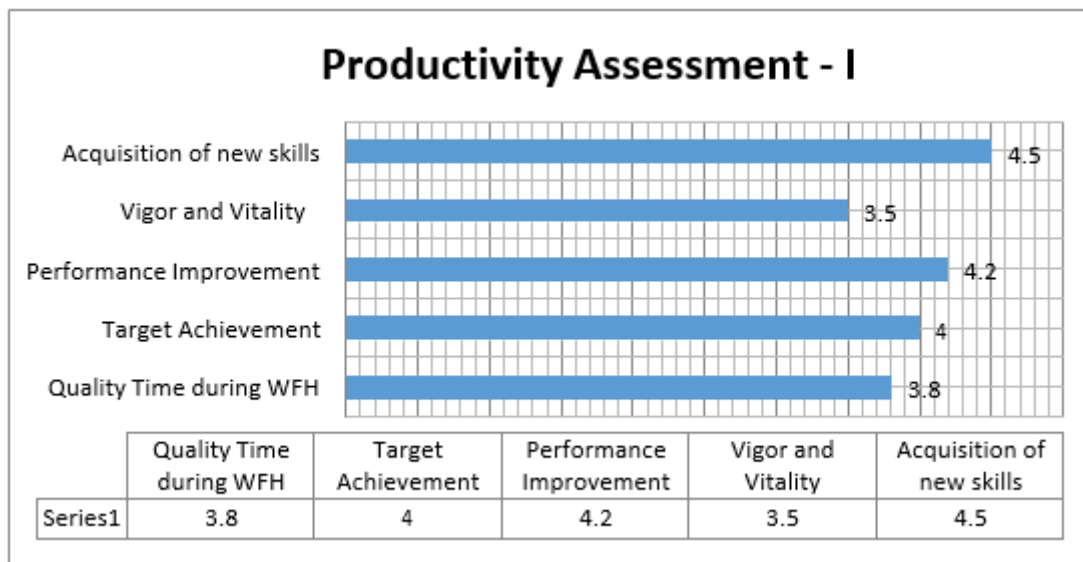 Productivity Assessment - I
Acquisition of new skills
4.5
Vigor and Vitality
3.5
Performance Improvement
4.2
Target Achievement
4
Quality Time during WFH
3.8
Quality Time during WFH
Target Achievement
Performance Improvement
Vigor and Vitality
Acquisition of new skills
Series1 3.8 4 4.2 3.5 4.5